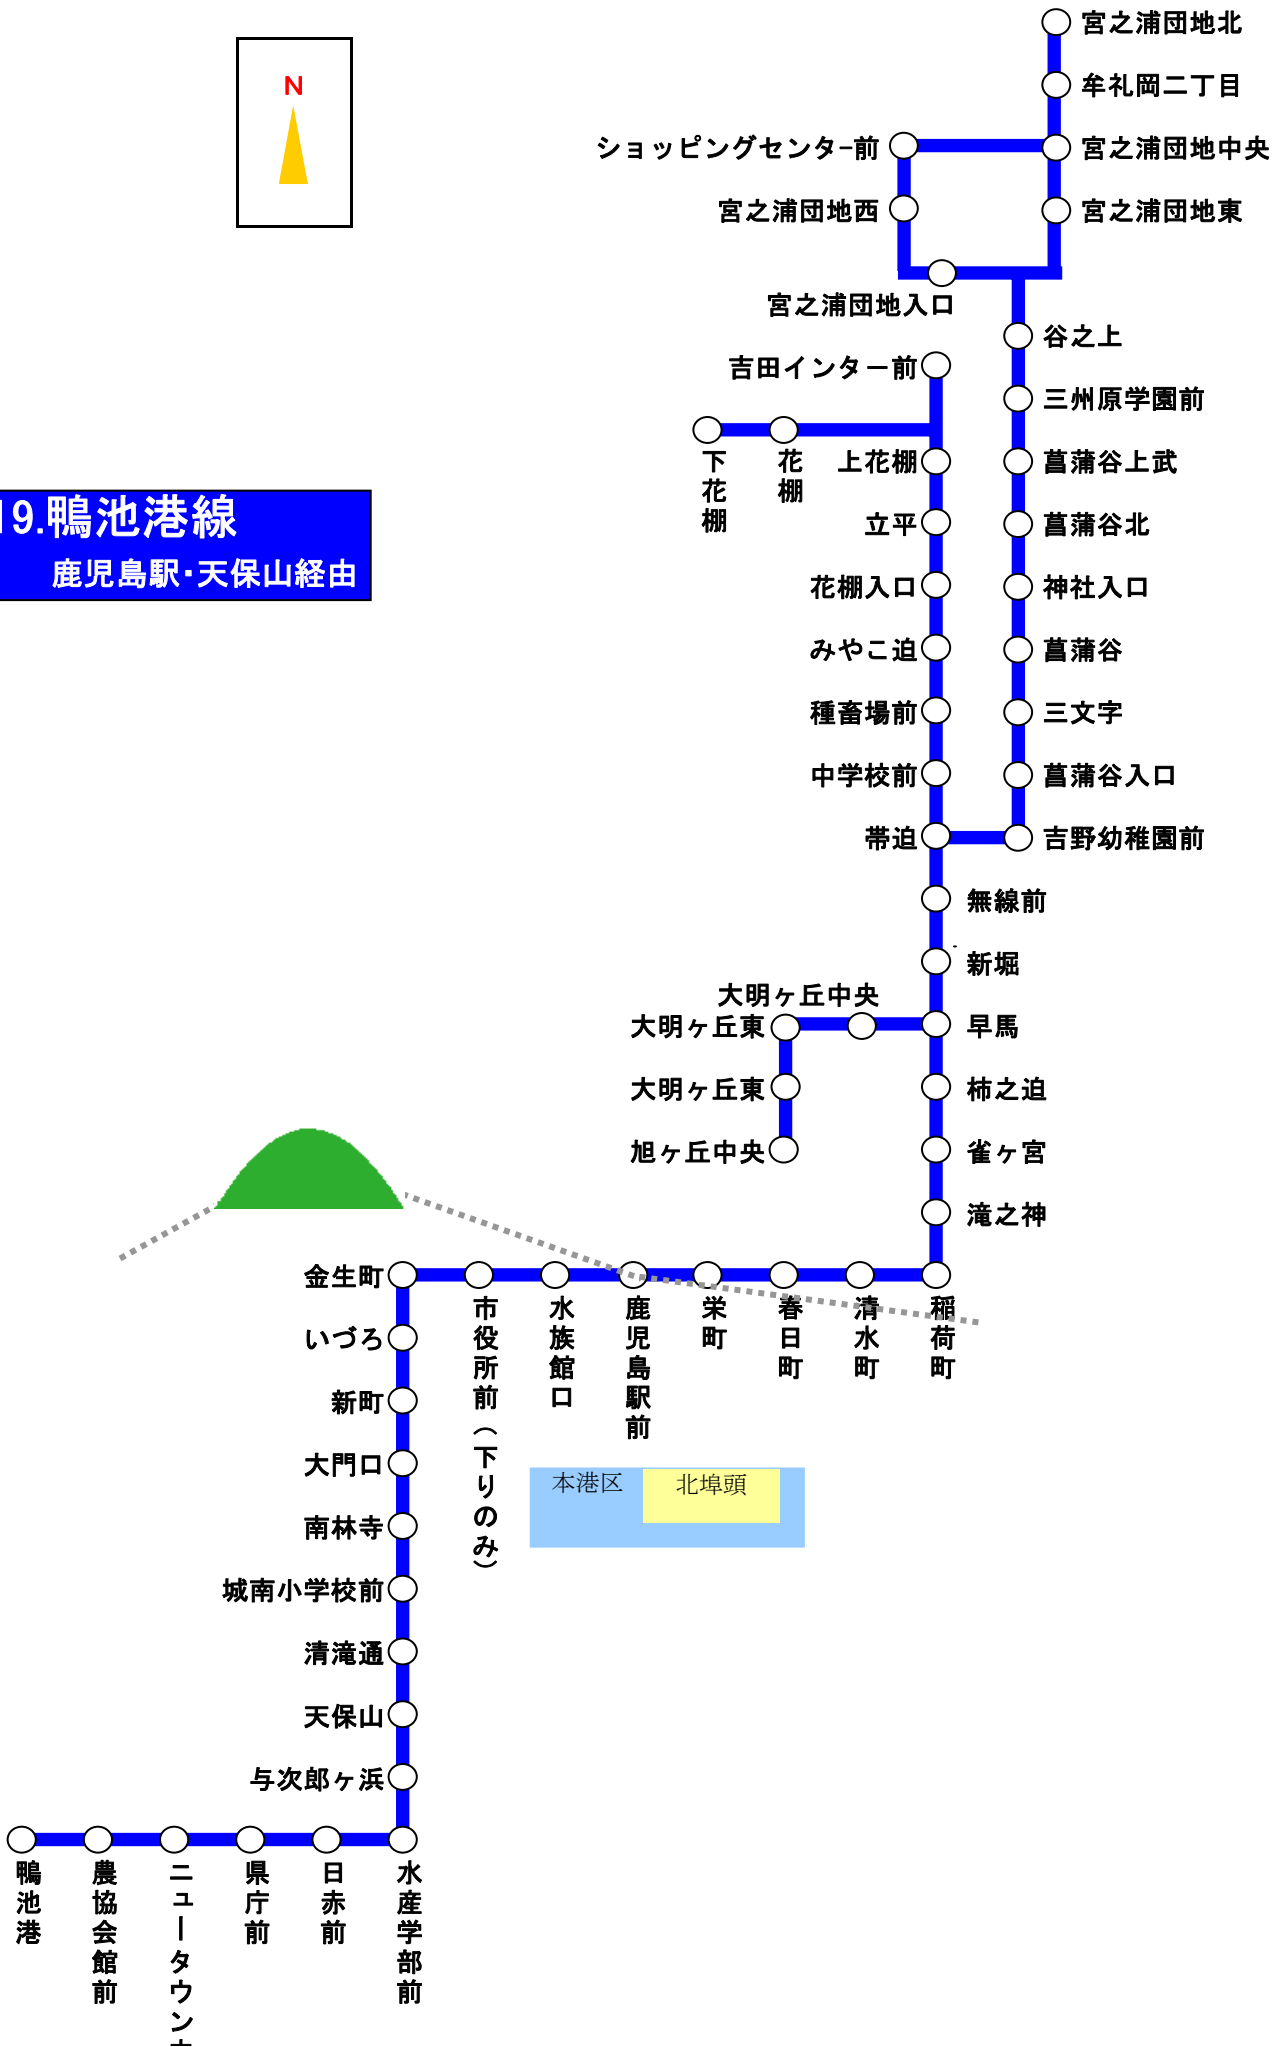 N
宮之浦団地北
牟礼岡二丁目
ショッピングセンタ−前
宮之浦団地中央
宮之浦団地西
宮之浦団地東
宮之浦団地入口
谷之上
吉田インタ−前
三州原学園前
下花棚
花棚
上花棚
菖蒲谷上武
19.鴨池港線
鹿児島駅・天保山経由
立平
菖蒲谷北
花棚入口
神社入口
みやこ迫
菖蒲谷
種畜場前
三文字
中学校前
菖蒲谷入口
帯迫
吉野幼稚園前
無線前
新堀
大明ヶ丘中央
大明ヶ丘東
早馬
大明ヶ丘東
柿之迫
旭ヶ丘中央
雀ヶ宮
滝之神
金生町
市役所前（下りのみ）
水族館口
鹿児島駅前
栄町
春日町
清水町
稲荷町
いづろ
新町
大門口
本港区
北埠頭
南林寺
城南小学校前
清滝通
天保山
与次郎ヶ浜
鴨池港
農協会館前
ニュータウン
県庁前
日赤前
水産学部前